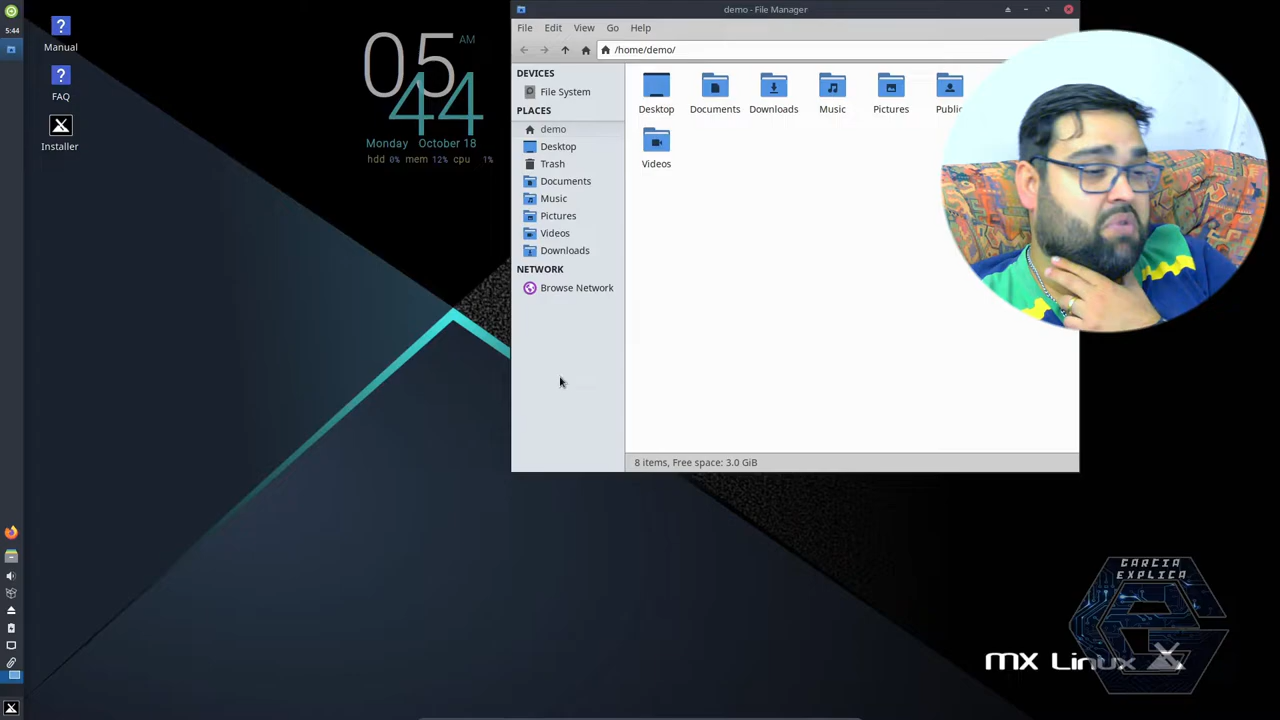 5:44
Manual
FAQ
Installer
05
AM
44
Monday October 18
hdd 0% mem 12% cpu 1%
demo - File Manager
File Edit View Go Help
/home/demo/
DEVICES
File System
PLACES
demo
Desktop
Trash
Documents
Music
Pictures
Videos
Downloads
NETWORK
Browse Network
Desktop Documents Downloads Music Pictures
Videos
8 items, Free space: 3.0 GiB
GARCIA
EXPLICA
MX Linux